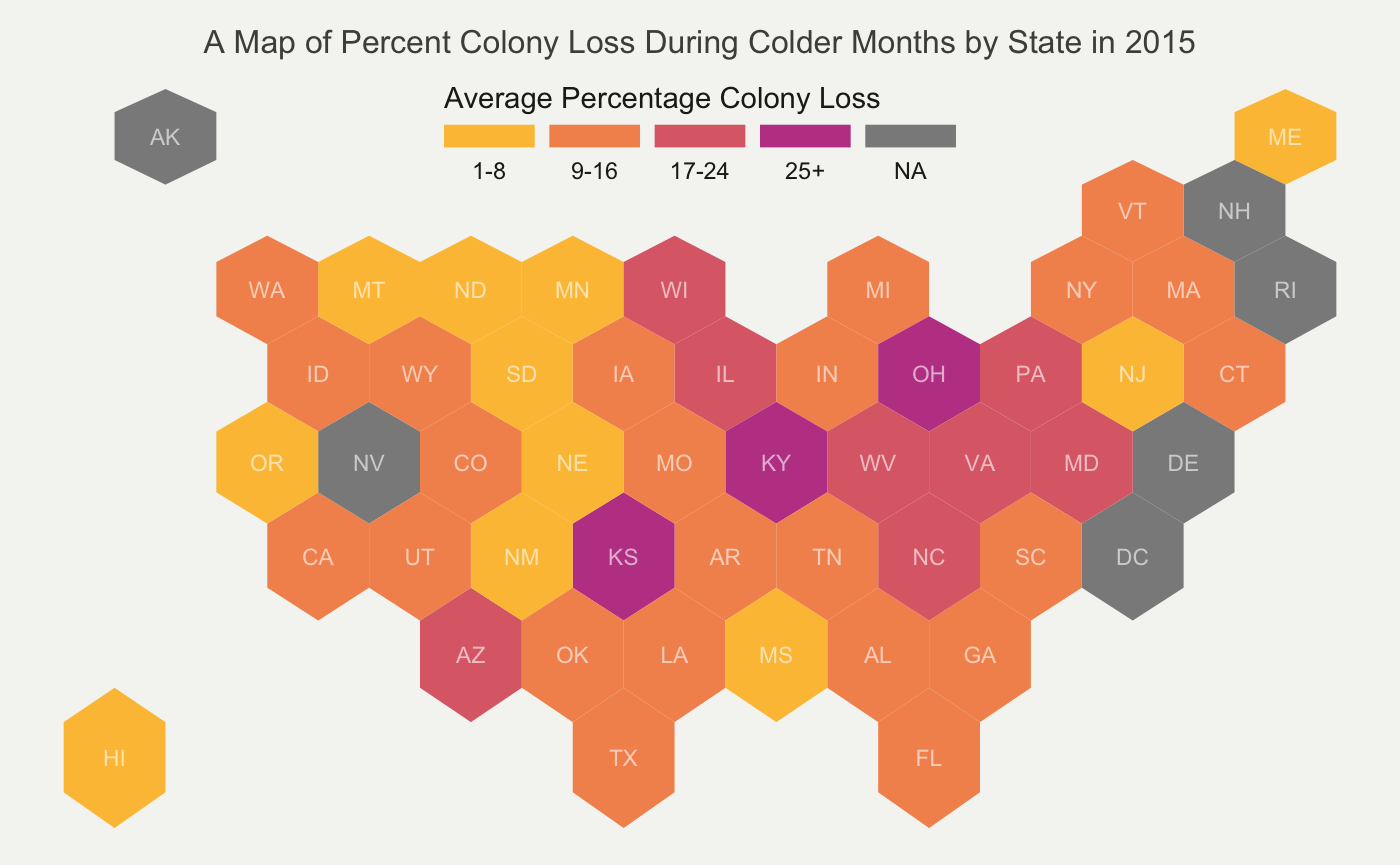 A Map of Percent Colony Loss During Colder Months by State in 2015
Average Percentage Colony Loss
1-8 9-16 17-24 25+ NA
AK ME
VT NH
WA MT ND MN WI MI NY MA RI
ID WY SD IA IL IN OH PA NJ CT
OR NV CO NE MO KY WV VA MD DE
CA UT NM KS AR TN NC SC DC
AZ OK LA MS AL GA
HI TX FL